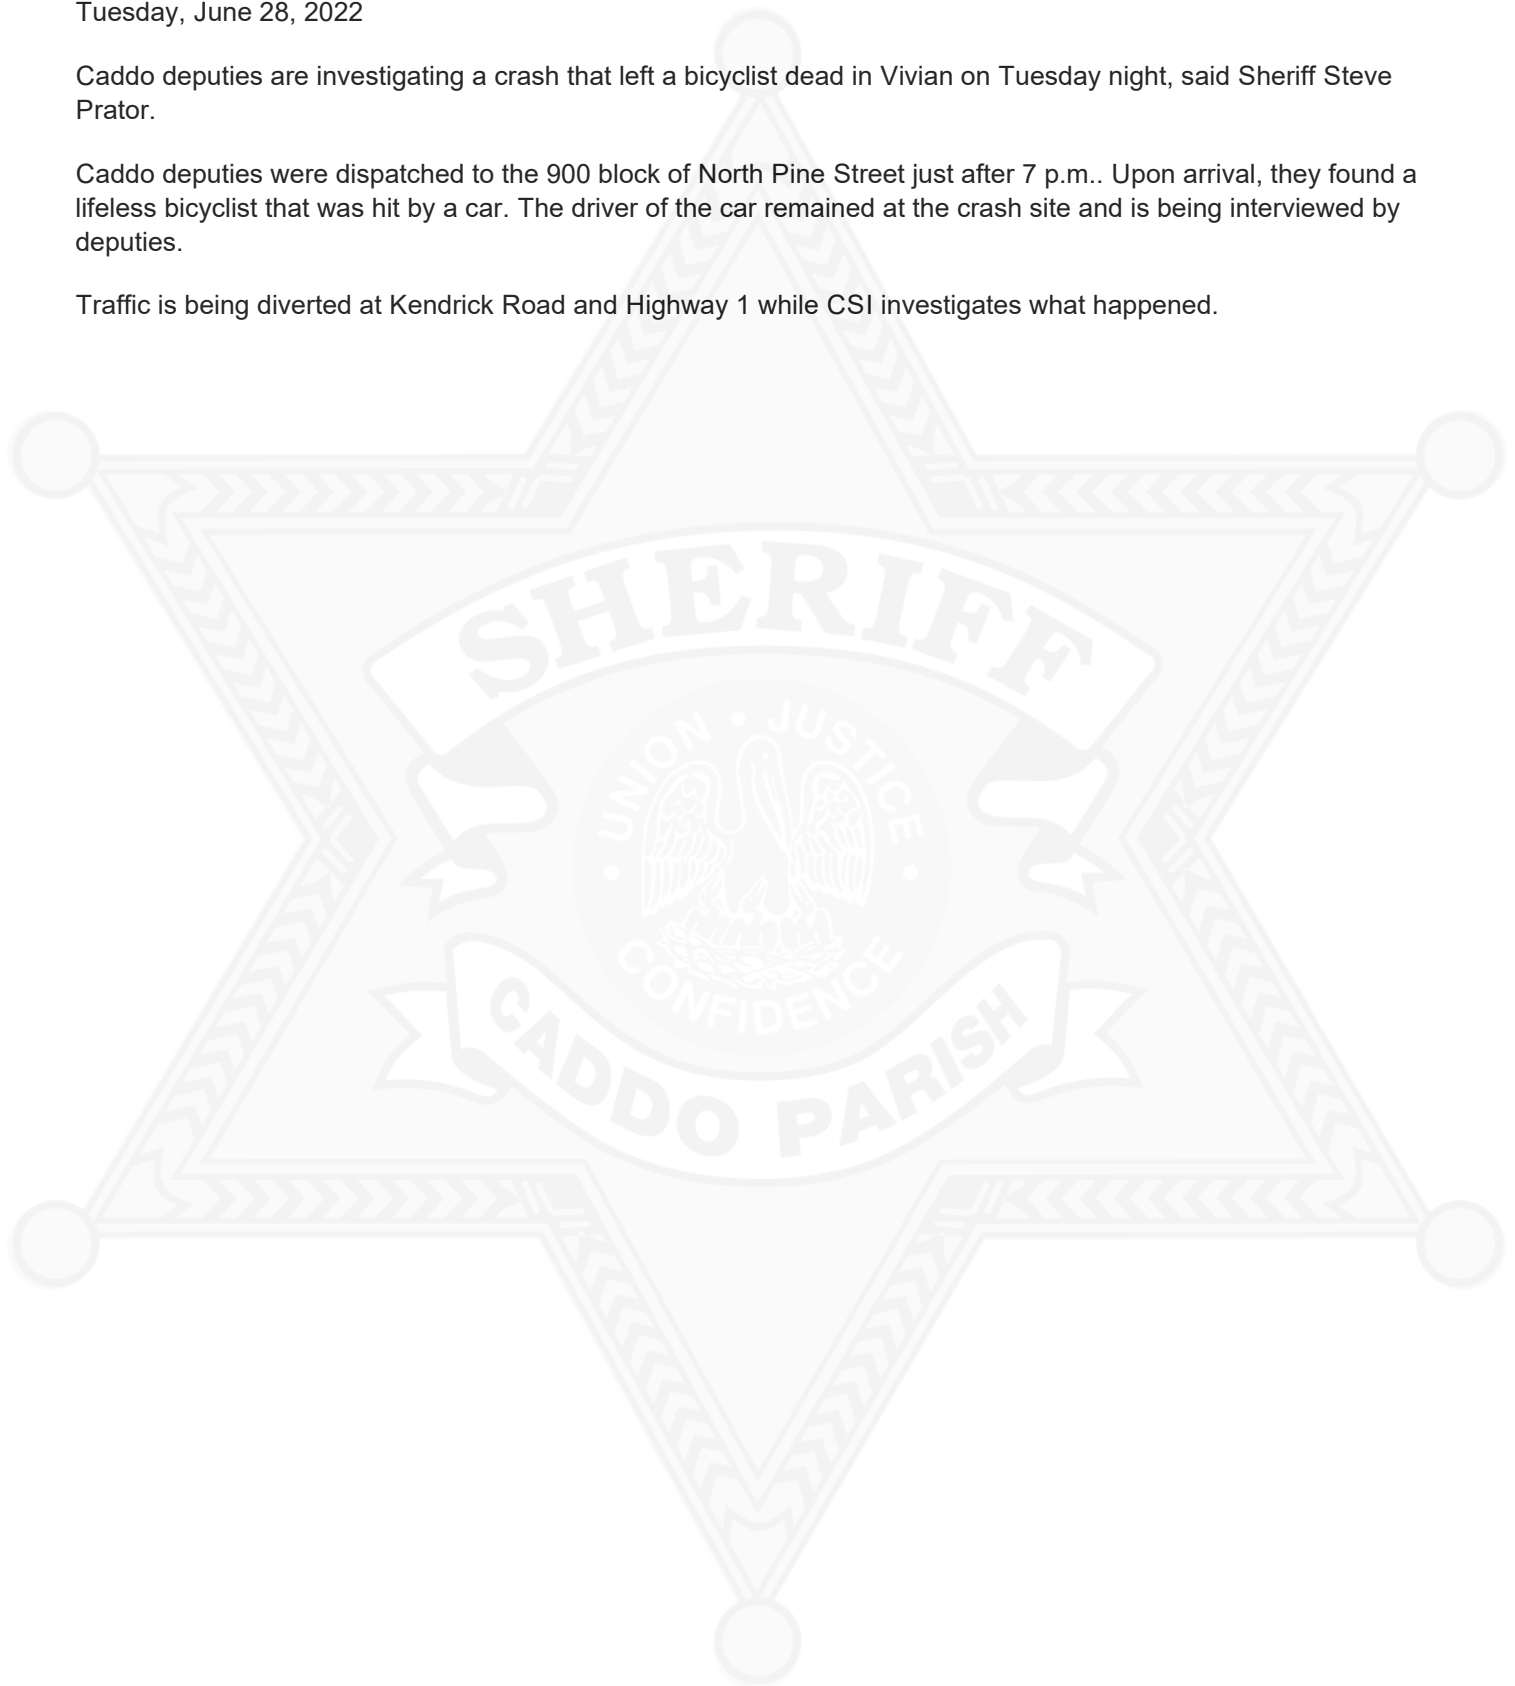 Tuesday, June 28, 2022
Caddo deputies are investigating a crash that left a bicyclist dead in Vivian on Tuesday night, said Sheriff Steve
Prator.
Caddo deputies were dispatched to the 900 block of North Pine Street just after 7 p.m.. Upon arrival, they found a
lifeless bicyclist that was hit by a car. The driver of the car remained at the crash site and is being interviewed by
deputies.
Traffic is being diverted at Kendrick Road and Highway 1 while CSI investigates what happened.
SHERIFF
UNION • JUSTICE
• CONFIDENCE •
CADDO PARISH